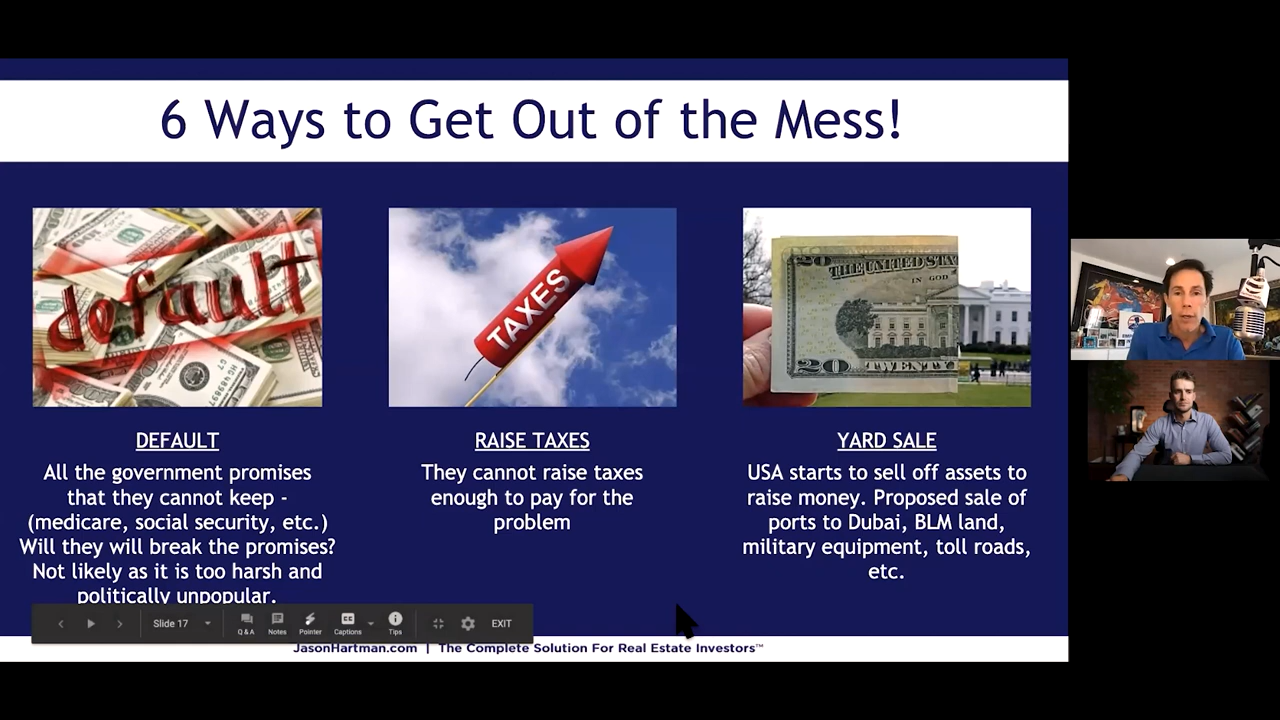 6 Ways to Get Out of the Mess!
default
TAXES
20
THE UNITED STA
IN GOD
20
TWENTY
DEFAULT
All the government promises
that they cannot keep -
(medicare, social security, etc.)
Will they will break the promises?
Not likely as it is too harsh and
politically unpopular.
RAISE TAXES
They cannot raise taxes
enough to pay for the
problem
YARD SALE
USA starts to sell off assets to
raise money. Proposed sale of
ports to Dubai, BLM land,
military equipment, toll roads,
etc.
Slide 17
Q & A
Notes
Pointer
CC
Captions
Tips
EXIT
JasonHartman.com | The Complete Solution For Real Estate Investors™